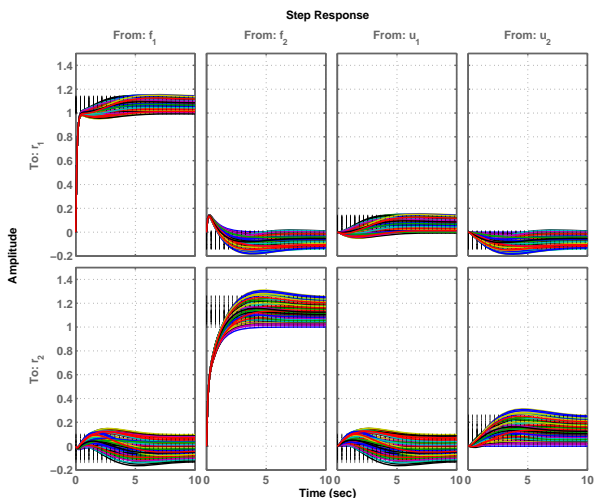 Step Response
From: f1 From: f2 From: u1 From: u2
Amplitude
To: r1
1.4
1.2
1
0.8
0.6
0.4
0.2
0
−0.2
To: r2
1.4
1.2
1
0.8
0.6
0.4
0.2
0
−0.2
0 5 10 0 5 10 0 5 10 0 5 10
Time (sec)